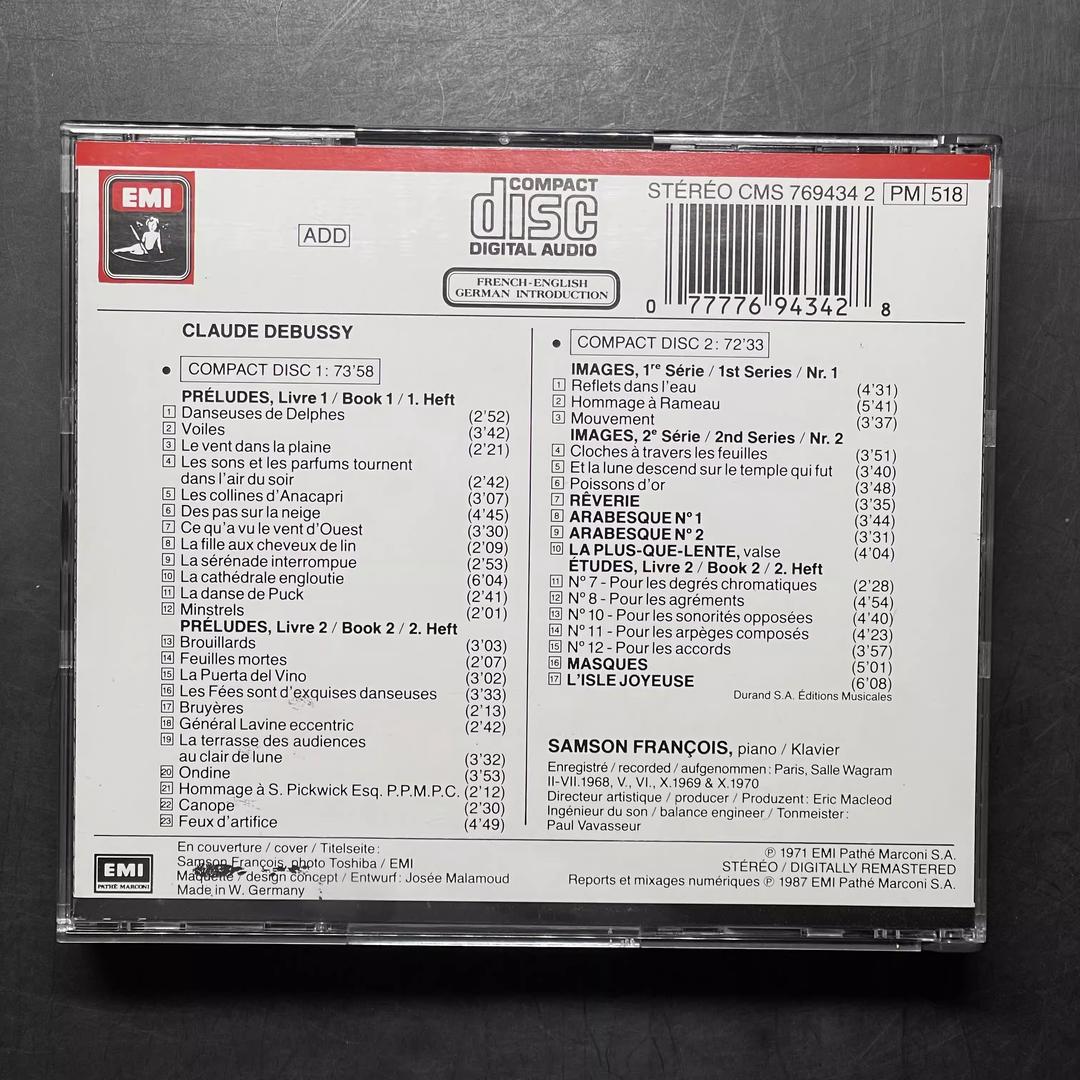 EMI
ADD
COMPACT
disc
DIGITAL AUDIO
FRENCH-ENGLISH
GERMAN INTRODUCTION
STÉRÉO CMS 769434 2 PM 518
0 77776 94342 8
CLAUDE DEBUSSY
COMPACT DISC 1: 73'58
PRÉLUDES, Livre 1 / Book 1 / 1. Heft
1 Danseuses de Delphes (2'52)
2 Voiles (3'42)
3 Le vent dans la plaine (2'21)
4 Les sons et les parfums tournent
dans l'air du soir (2'42)
5 Les collines d'Anacapri (3'07)
6 Des pas sur la neige (4'45)
7 Ce qu'a vu le vent d'Ouest (3'30)
8 La fille aux cheveux de lin (2'09)
9 La sérénade interrompue (2'53)
10 La cathédrale engloutie (6'04)
11 La danse de Puck (2'41)
12 Minstrels (2'01)
PRÉLUDES, Livre 2 / Book 2 / 2. Heft
13 Brouillards (3'03)
14 Feuilles mortes (2'07)
15 La Puerta del Vino (3'02)
16 Les Fées sont d'exquises danseuses (3'33)
17 Bruyères (2'13)
18 Général Lavine eccentric (2'42)
19 La terrasse des audiences
au clair de lune (3'32)
20 Ondine (3'53)
21 Hommage à S. Pickwick Esq. P.P.M.P.C. (2'12)
22 Canope (2'30)
23 Feux d'artifice (4'49)
COMPACT DISC 2: 72'33
IMAGES, 1re Série / 1st Series / Nr. 1
1 Reflets dans l'eau (4'31)
2 Hommage à Rameau (5'41)
3 Mouvement (3'37)
IMAGES, 2e Série / 2nd Series / Nr. 2
4 Cloches à travers les feuilles (3'51)
5 Et la lune descend sur le temple qui fut (3'40)
6 Poissons d'or (3'48)
7 RÊVERIE (3'35)
8 ARABESQUE Nº 1 (3'44)
9 ARABESQUE Nº 2 (3'31)
10 LA PLUS-QUE-LENTE, valse (4'04)
ÉTUDES, Livre 2 / Book 2 / 2. Heft
11 Nº 7 - Pour les degrés chromatiques (2'28)
12 Nº 8 - Pour les agréments (4'54)
13 Nº 10 - Pour les sonorités opposées (4'40)
14 Nº 11 - Pour les arpèges composés (4'23)
15 Nº 12 - Pour les accords (3'57)
16 MASQUES (5'01)
17 L'ISLE JOYEUSE (6'08)
Durand S.A. Éditions Musicales
SAMSON FRANÇOIS, piano / Klavier
Enregistré / recorded / aufgenommen: Paris, Salle Wagram
II-VII.1968, V., VI., X.1969 & X.1970
Directeur artistique / producer / Produzent: Eric Macleod
Ingénieur du son / balance engineer / Tonmeister:
Paul Vavasseur
EMI
PATHÉ MARCONI
En couverture / cover / Titelseite:
Samson François, photo Toshiba / EMI
Maquette / design concept / Entwurf: Josée Malamoud
Made in W. Germany
℗ 1971 EMI Pathé Marconi S.A.
STÉRÉO / DIGITALLY REMASTERED
Reports et mixages numériques ℗ 1987 EMI Pathé Marconi S.A.